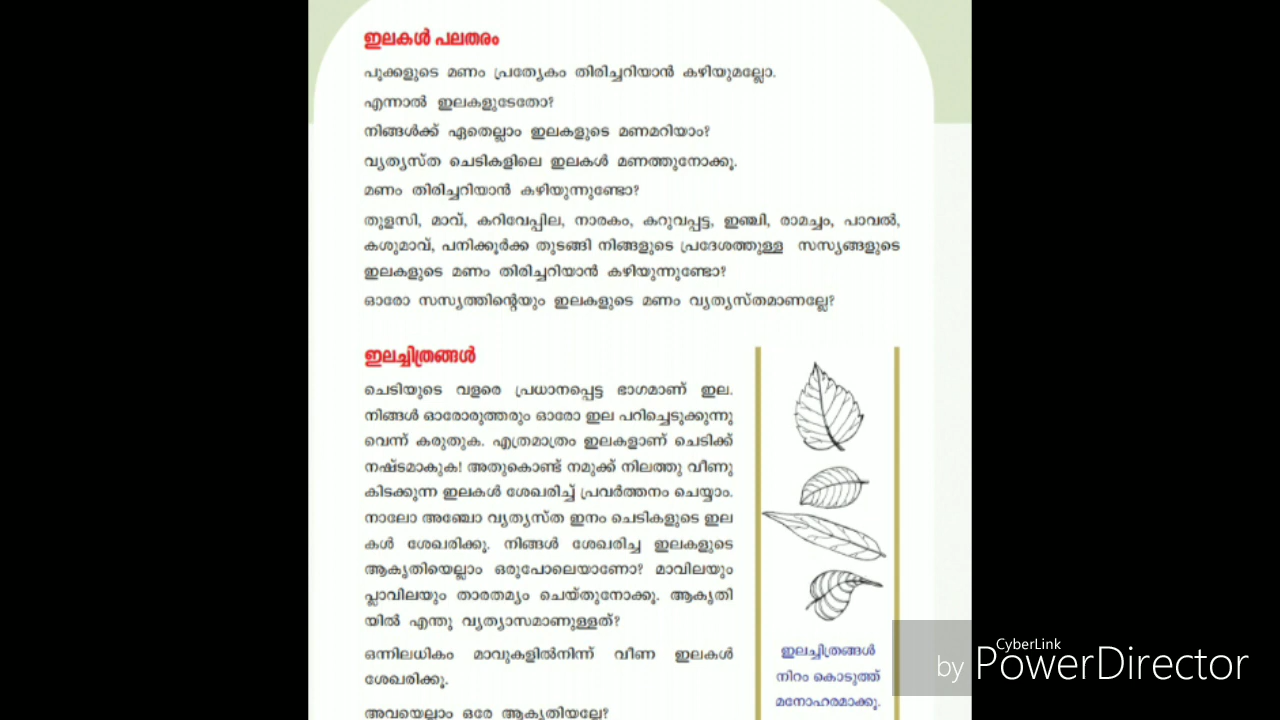 ഇലകൾ പലതരം
പൂക്കളുടെ മണം പ്രത്യേകം തിരിച്ചറിയാൻ കഴിയുമല്ലോ.
എന്നാൽ ഇലകളുടേതോ?
നിങ്ങൾക്ക് ഏതെല്ലാം ഇലകളുടെ മണമറിയാം?
വ്യത്യസ്ത ചെടികളിലെ ഇലകൾ മണത്തുനോക്കൂ.
മണം തിരിച്ചറിയാൻ കഴിയുന്നുണ്ടോ?
തുളസി, മാവ്, കറിവേപ്പില, നാരകം, കറുവപ്പട്ട, ഇഞ്ചി, രാമച്ചം, പാവൽ,
കശുമാവ്, പനിക്കൂർക്ക തുടങ്ങി നിങ്ങളുടെ പ്രദേശത്തുള്ള സസ്യങ്ങളുടെ
ഇലകളുടെ മണം തിരിച്ചറിയാൻ കഴിയുന്നുണ്ടോ?
ഓരോ സസ്യത്തിന്റെയും ഇലകളുടെ മണം വ്യത്യസ്തമാണല്ലേ?
ഇലച്ചിത്രങ്ങൾ
ചെടിയുടെ വളരെ പ്രധാനപ്പെട്ട ഭാഗമാണ് ഇല.
നിങ്ങൾ ഓരോരുത്തരും ഓരോ ഇല പറിച്ചെടുക്കുന്നു
വെന്ന് കരുതുക. എത്രമാത്രം ഇലകളാണ് ചെടിക്ക്
നഷ്ടമാകുക! അതുകൊണ്ട് നമുക്ക് നിലത്തു വീണു
കിടക്കുന്ന ഇലകൾ ശേഖരിച്ച് പ്രവർത്തനം ചെയ്യാം.
നാലോ അഞ്ചോ വ്യത്യസ്ത ഇനം ചെടികളുടെ ഇല
കൾ ശേഖരിക്കൂ. നിങ്ങൾ ശേഖരിച്ച ഇലകളുടെ
ആകൃതിയെല്ലാം ഒരുപോലെയാണോ? മാവിലയും
പ്ലാവിലയും താരതമ്യം ചെയ്തുനോക്കൂ. ആകൃതി
യിൽ എന്തു വ്യത്യാസമാണുള്ളത്?
ഒന്നിലധികം മാവുകളിൽനിന്ന് വീണ ഇലകൾ
ശേഖരിക്കൂ.
അവയെല്ലാം ഒരേ ആകൃതിയല്ലേ?
ഇലച്ചിത്രങ്ങൾ
നിറം കൊടുത്ത്
മനോഹരമാക്കൂ.
CyberLink
by PowerDirector